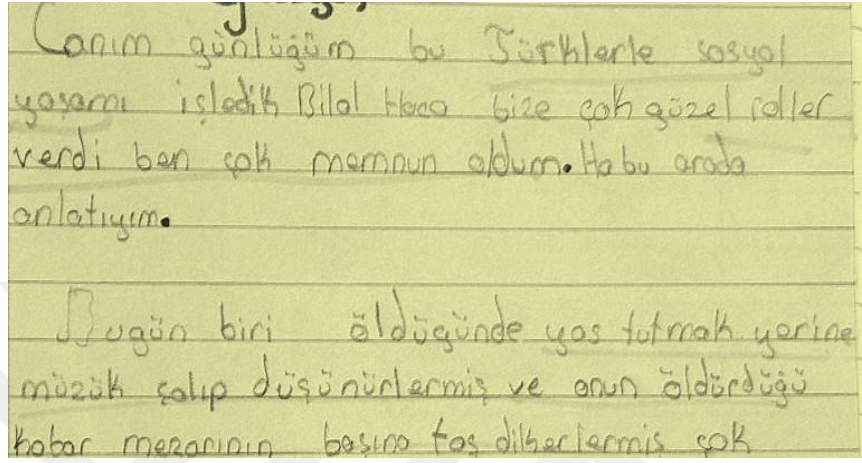 Canım günlüğüm bu Türklerle sosyal
yaşamı işledik Bilal Hoca bize çok güzel roller
verdi ben çok memnun oldum. Ha bu arada
anlatıyım.
Bugün biri öldüğünde yas tutmak yerine
müzük çalıp düşünürlermiş ve onun öldürdüğü
kabar mezarının başına taş dikerlermiş çok